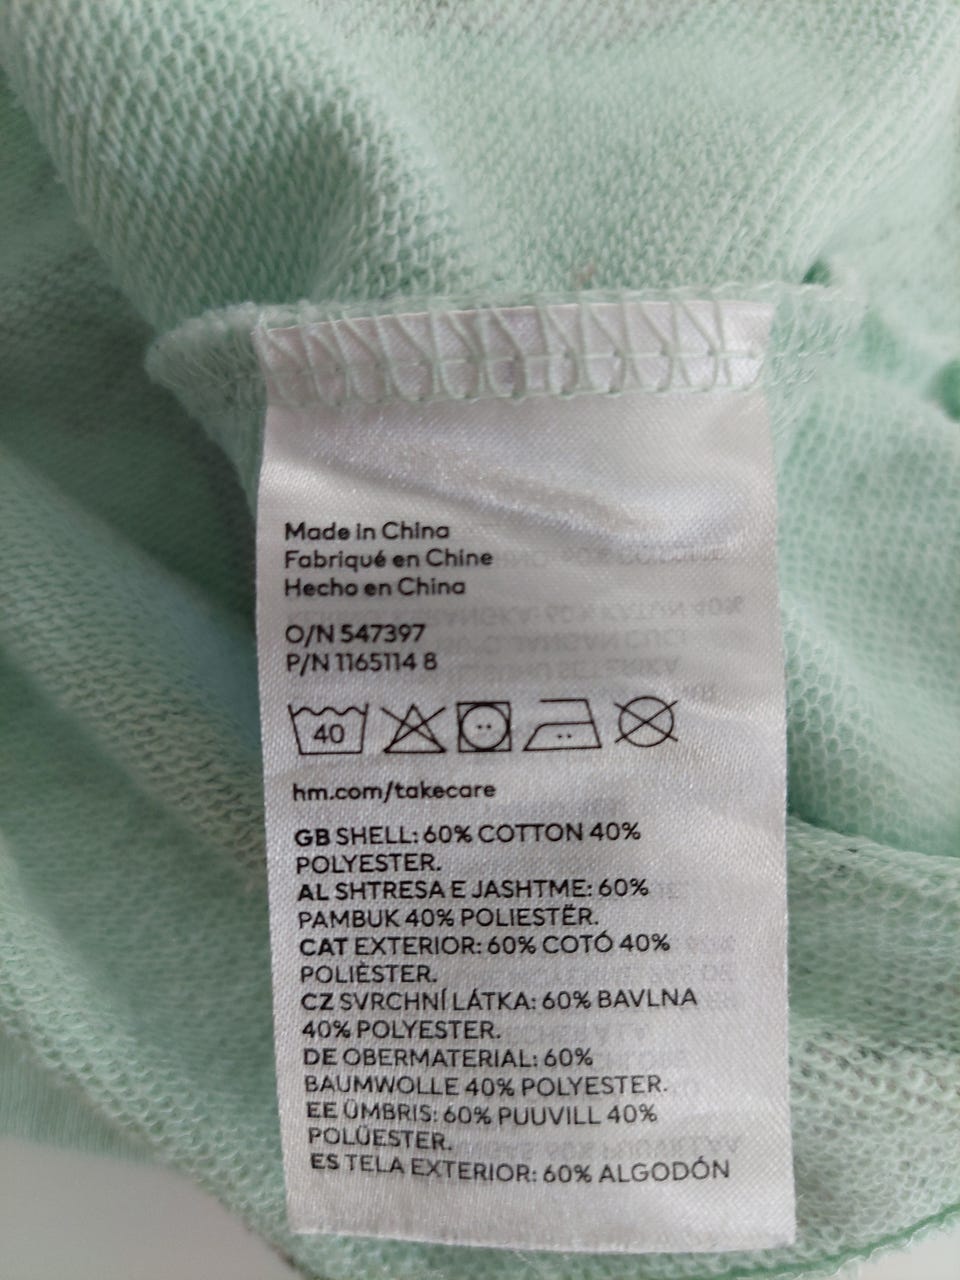 Made in China
Fabriqué en Chine
Hecho en China
O/N 547397
P/N 1165114 8
40
hm.com/takecare
GB SHELL: 60% COTTON 40%
POLYESTER.
AL SHTRESA E JASHTME: 60%
PAMBUK 40% POLIESTËR.
CAT EXTERIOR: 60% COTÓ 40%
POLIÈSTER.
CZ SVRCHNÍ LÁTKA: 60% BAVLNA
40% POLYESTER.
DE OBERMATERIAL: 60%
BAUMWOLLE 40% POLYESTER.
EE ÜMBRIS: 60% PUUVILL 40%
POLÜESTER.
ES TELA EXTERIOR: 60% ALGODÓN